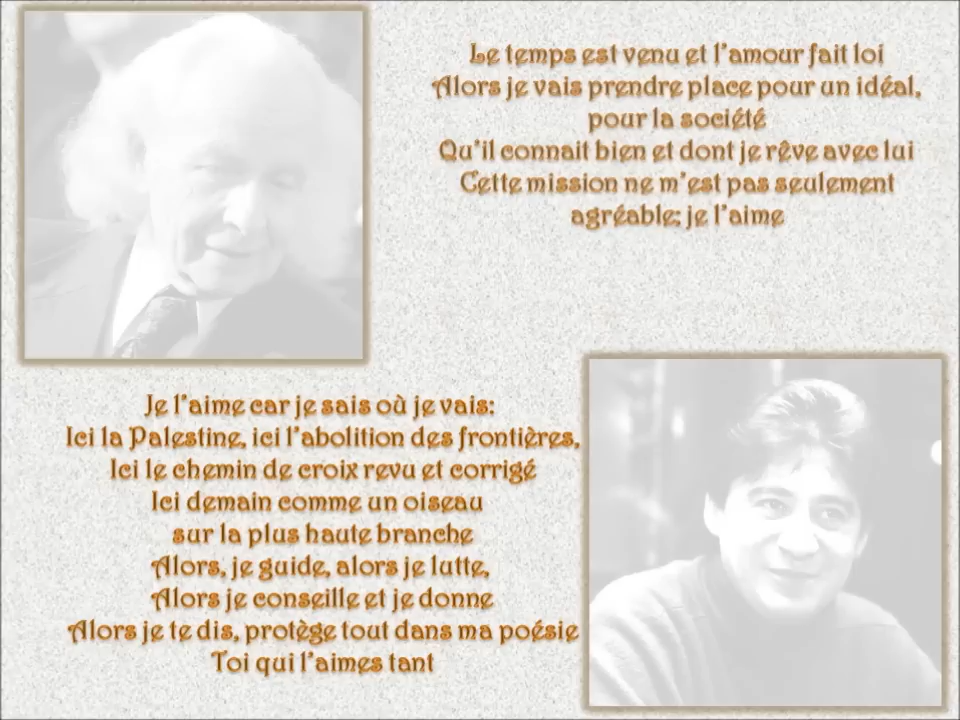 Le temps est venu et l'amour fait loi
Alors je vais prendre place pour un idéal,
pour la société
Qu'il connait bien et dont je rêve avec lui
Cette mission ne m'est pas seulement
agréable; je l'aime
Je l'aime car je sais où je vais:
Ici la Palestine, ici l'abolition des frontières,
Ici le chemin de croix revu et corrigé
Ici demain comme un oiseau
sur la plus haute branche
Alors, je guide, alors je lutte,
Alors je conseille et je donne
Alors je te dis, protège tout dans ma poésie
Toi qui l'aimes tant